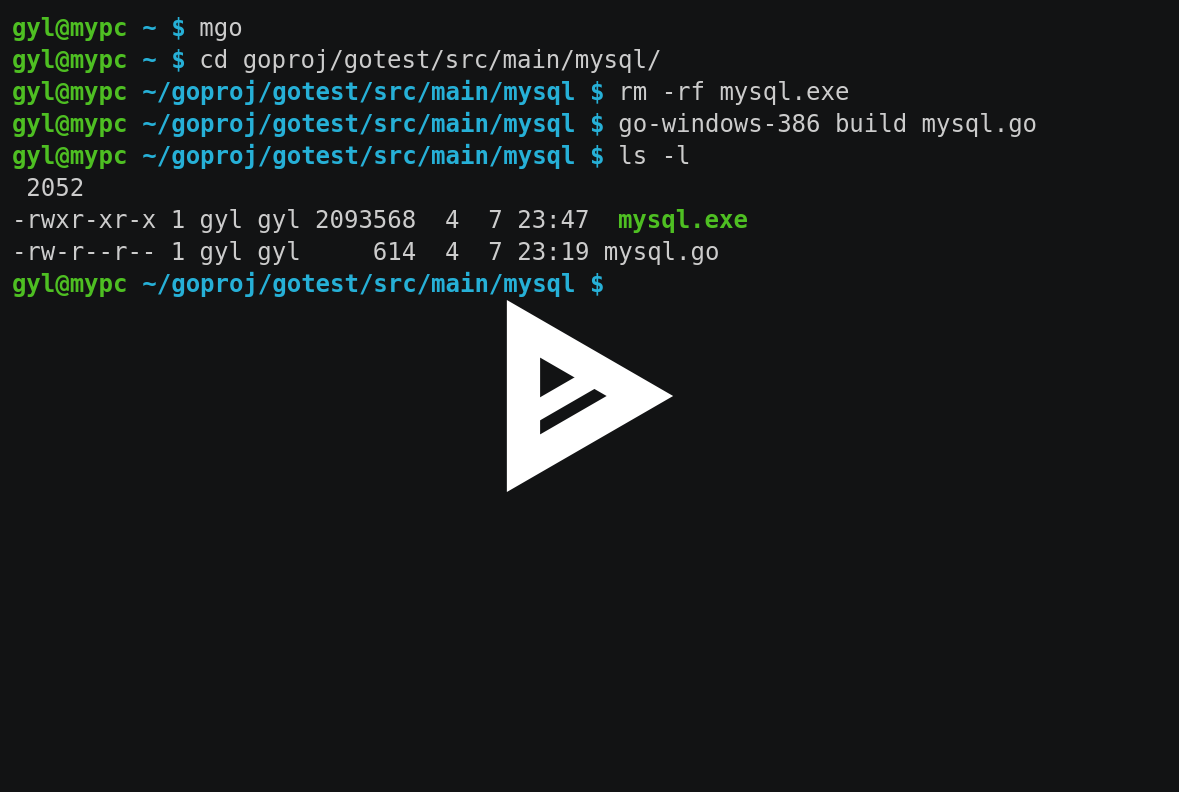 gyl@mypc ~ $ mgo
gyl@mypc ~ $ cd goproj/gotest/src/main/mysql/
gyl@mypc ~/goproj/gotest/src/main/mysql $ rm -rf mysql.exe
gyl@mypc ~/goproj/gotest/src/main/mysql $ go-windows-386 build mysql.go
gyl@mypc ~/goproj/gotest/src/main/mysql $ ls -l
 2052
-rwxr-xr-x 1 gyl gyl 2093568  4  7 23:47  mysql.exe
-rw-r--r-- 1 gyl gyl     614  4  7 23:19 mysql.go
gyl@mypc ~/goproj/gotest/src/main/mysql $